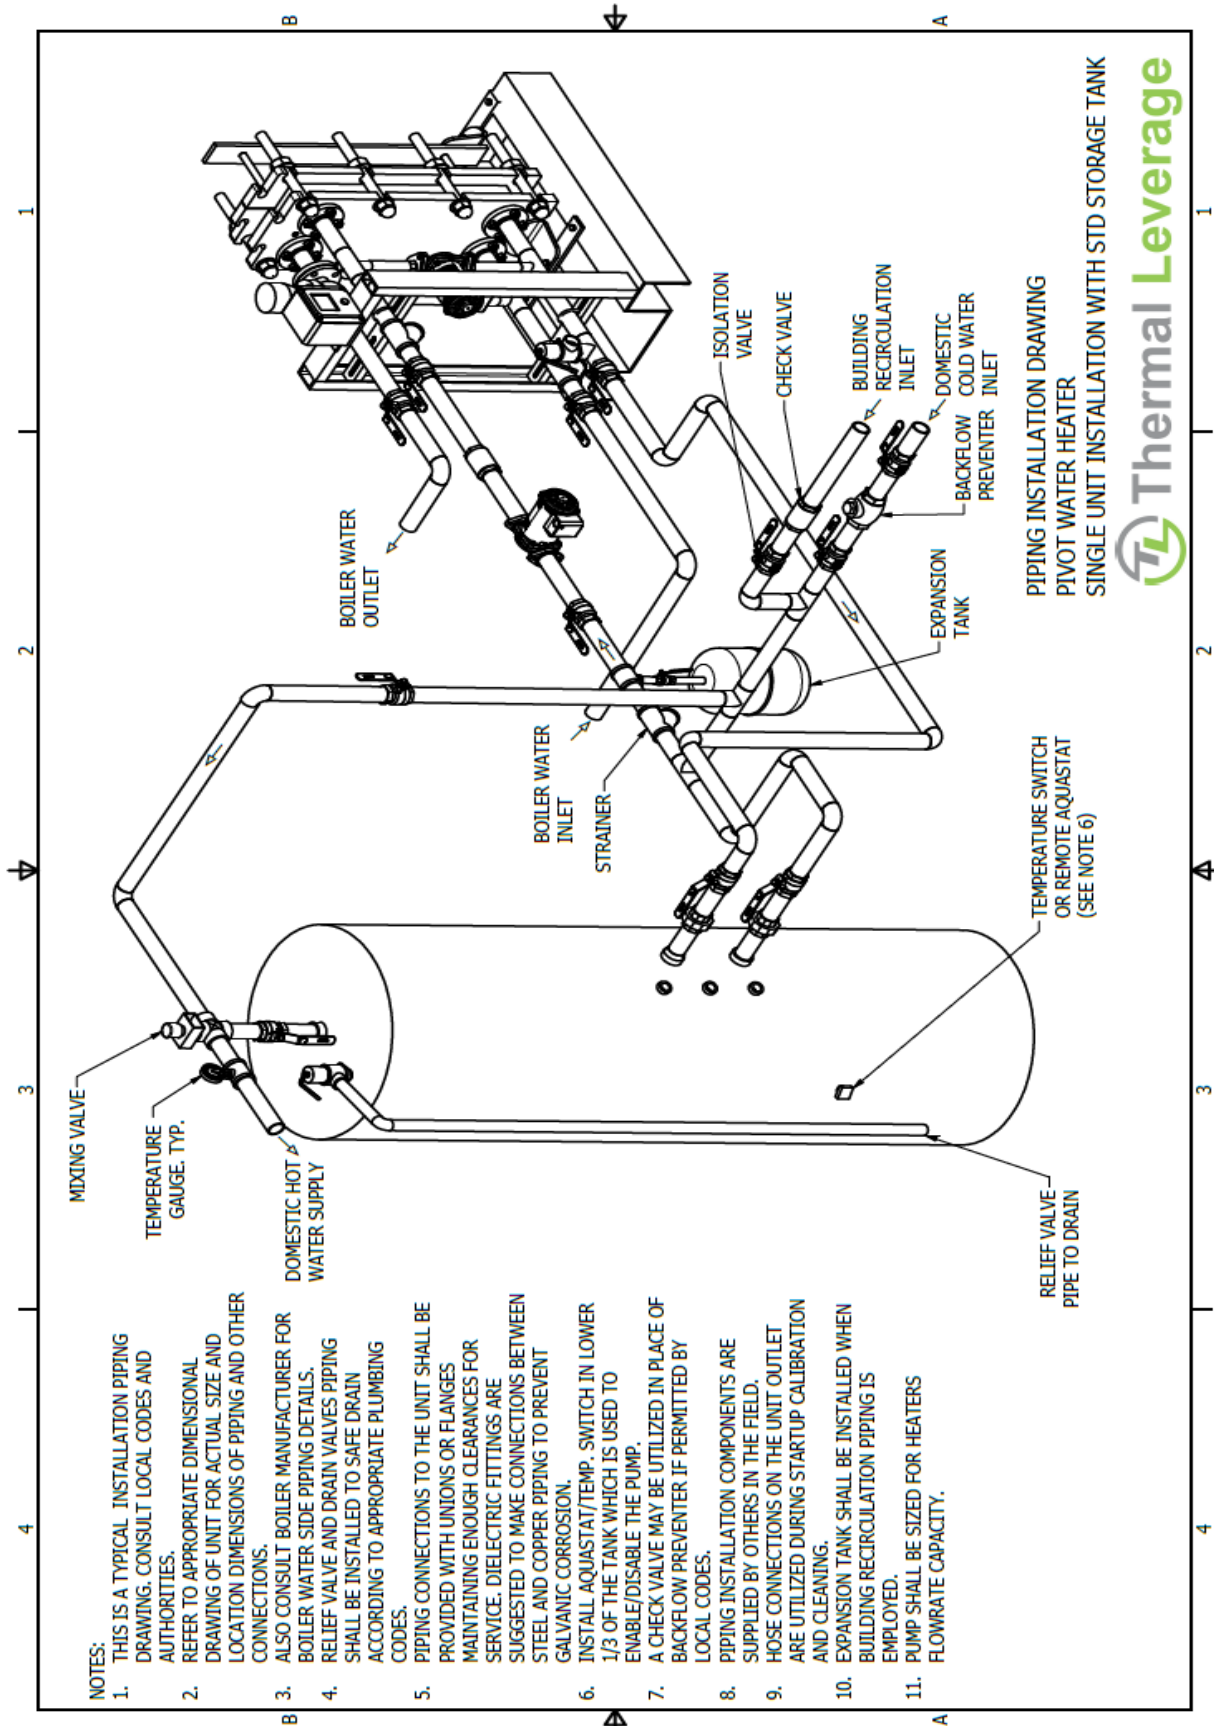 NOTES:
1. THIS IS A TYPICAL INSTALLATION PIPING
DRAWING. CONSULT LOCAL CODES AND
AUTHORITIES.
2. REFER TO APPROPRIATE DIMENSIONAL
DRAWING OF UNIT FOR ACTUAL SIZE AND
LOCATION DIMENSIONS OF PIPING AND OTHER
CONNECTIONS.
3. ALSO CONSULT BOILER MANUFACTURER FOR
BOILER WATER SIDE PIPING DETAILS.
4. RELIEF VALVE AND DRAIN VALVES PIPING
SHALL BE INSTALLED TO SAFE DRAIN
ACCORDING TO APPROPRIATE PLUMBING
CODES.
5. PIPING CONNECTIONS TO THE UNIT SHALL BE
PROVIDED WITH UNIONS OR FLANGES
MAINTAINING ENOUGH CLEARANCES FOR
SERVICE. DIELECTRIC FITTINGS ARE
SUGGESTED TO MAKE CONNECTIONS BETWEEN
STEEL AND COPPER PIPING TO PREVENT
GALVANIC CORROSION.
6. INSTALL AQUASTAT/TEMP. SWITCH IN LOWER
1/3 OF THE TANK WHICH IS USED TO
ENABLE/DISABLE THE PUMP.
7. A CHECK VALVE MAY BE UTILIZED IN PLACE OF
BACKFLOW PREVENTER IF PERMITTED BY
LOCAL CODES.
8. PIPING INSTALLATION COMPONENTS ARE
SUPPLIED BY OTHERS IN THE FIELD.
9. HOSE CONNECTIONS ON THE UNIT OUTLET
ARE UTILIZED DURING STARTUP CALIBRATION
AND CLEANING.
10. EXPANSION TANK SHALL BE INSTALLED WHEN
BUILDING RECIRCULATION PIPING IS
EMPLOYED.
11. PUMP SHALL BE SIZED FOR HEATERS
FLOWRATE CAPACITY.
MIXING VALVE
TEMPERATURE
GAUGE. TYP.
DOMESTIC HOT
WATER SUPPLY
BOILER WATER
OUTLET
BOILER WATER
INLET
STRAINER
ISOLATION
VALVE
CHECK VALVE
BUILDING
RECIRCULATION
INLET
DOMESTIC
COLD WATER
INLET
BACKFLOW
PREVENTER
EXPANSION
TANK
TEMPERATURE SWITCH
OR REMOTE AQUASTAT
(SEE NOTE 6)
RELIEF VALVE
PIPE TO DRAIN
PIPING INSTALLATION DRAWING
PIVOT WATER HEATER
SINGLE UNIT INSTALLATION WITH STD STORAGE TANK
TL Thermal Leverage
4
3
2
1
4
3
2
1
B
A
B
A